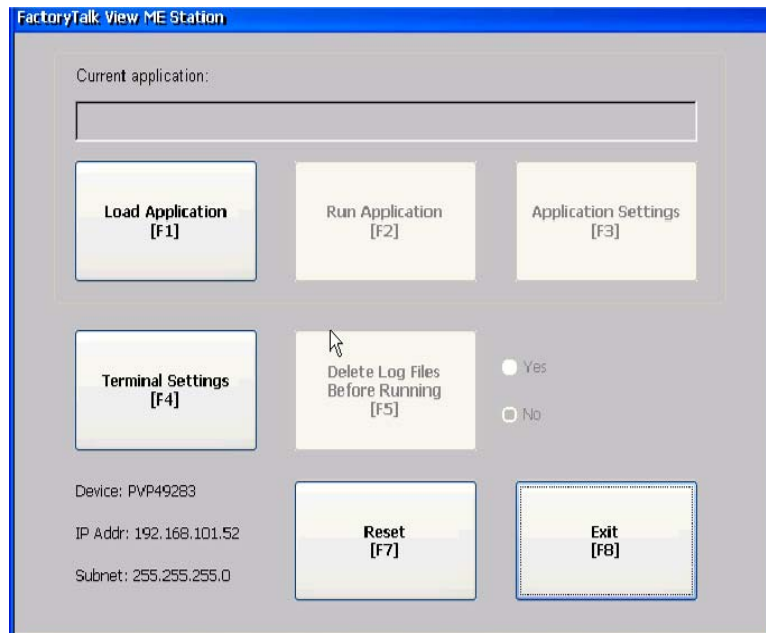 FactoryTalk View ME Station
Current application:
Load Application
[F1]
Run Application
[F2]
Application Settings
[F3]
Terminal Settings
[F4]
Delete Log Files
Before Running
[F5]
Yes
No
Device: PVP49283
IP Addr: 192.168.101.52
Subnet: 255.255.255.0
Reset
[F7]
Exit
[F8]